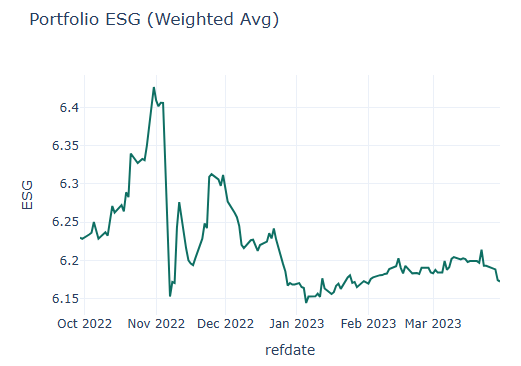 Portfolio ESG (Weighted Avg)
6.4
6.35
6.3
6.25
6.2
6.15
ESG
Oct 2022
Nov 2022
Dec 2022
Jan 2023
Feb 2023
Mar 2023
refdate